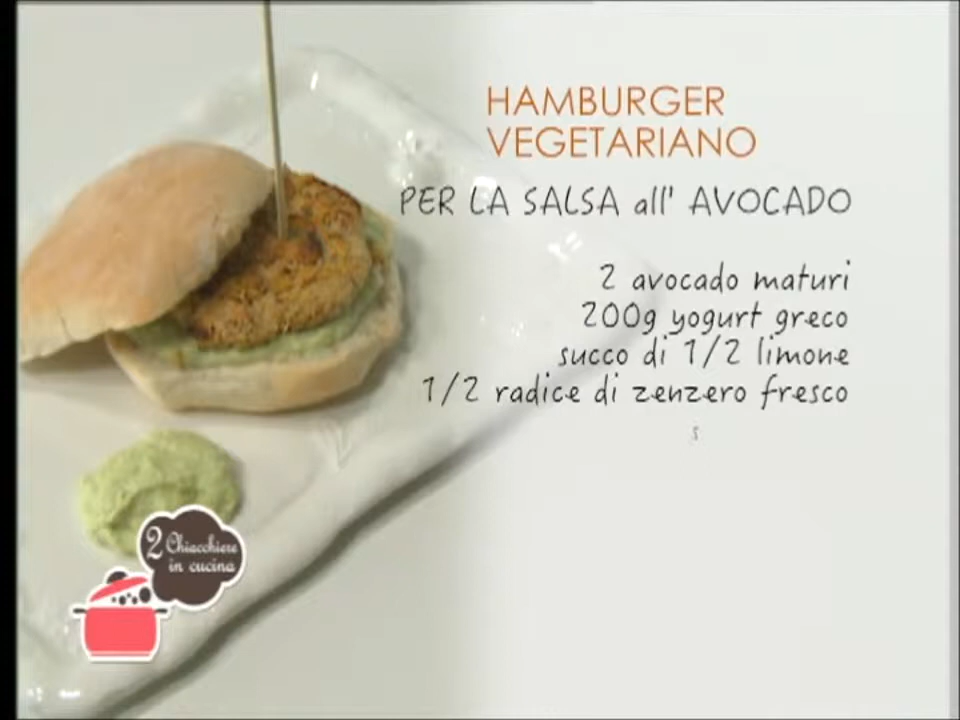 HAMBURGER
VEGETARIANO
PER LA SALSA all' AVOCADO
2 avocado maturi
200g yogurt greco
succo di 1/2 limone
1/2 radice di zenzero fresco
s
2 Chiacchiere
in cucina